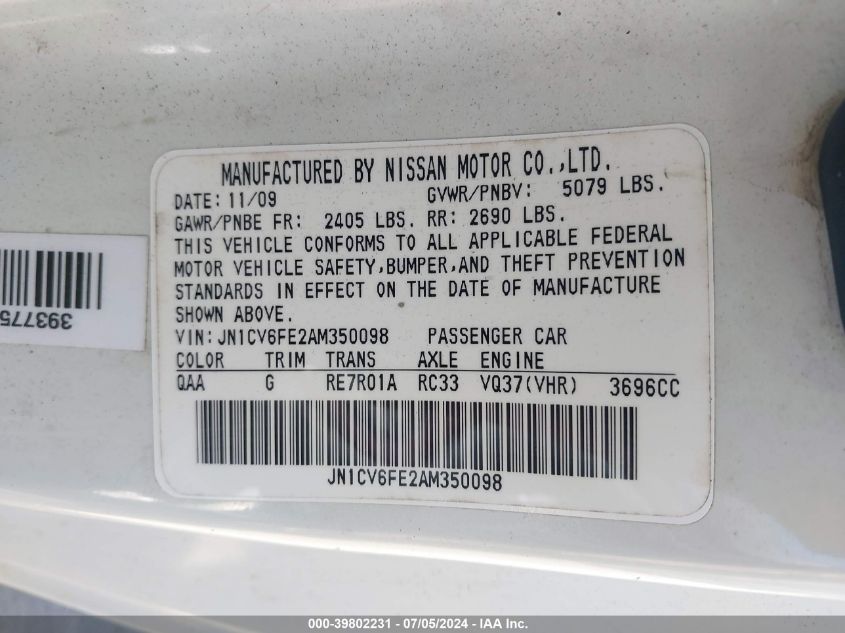 MANUFACTURED BY NISSAN MOTOR CO.,LTD.
DATE: 11/09 GVWR/PNBV: 5079 LBS.
GAWR/PNBE FR: 2405 LBS. RR: 2690 LBS.
THIS VEHICLE CONFORMS TO ALL APPLICABLE FEDERAL
MOTOR VEHICLE SAFETY,BUMPER,AND THEFT PREVENTION
STANDARDS IN EFFECT ON THE DATE OF MANUFACTURE
SHOWN ABOVE.
VIN:JN1CV6FE2AM350098 PASSENGER CAR
COLOR TRIM TRANS AXLE ENGINE
QAA G RE7R01A RC33 VQ37(VHR) 3696CC
JN1CV6FE2AM350098
000-39802231 - 07/05/2024 - IAA Inc.